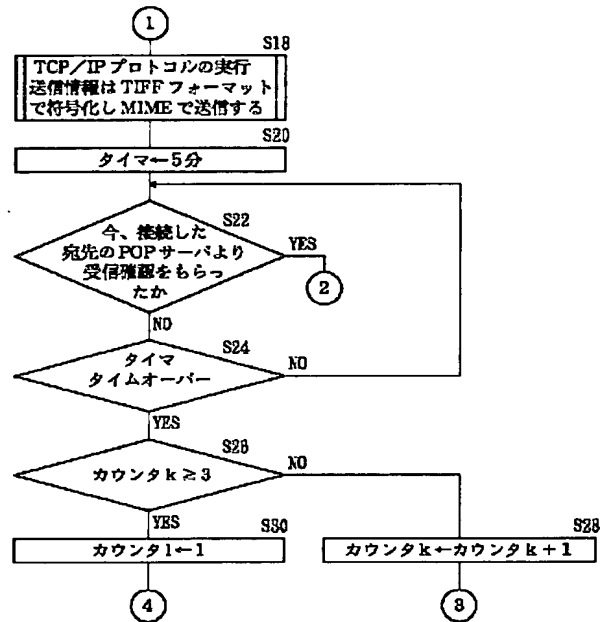 1
S18
TCP/IPプロトコルの実行
送信情報はTIFFフォーマット
で符号化しMIMEで送信する
S20
タイマ←5分
S22
今、接続した
宛先のPOPサーバより
受信確認をもらっ
たか
YES
2
NO
S24
タイマ
タイムオーバー
NO
YES
S26
カウンタk≧3
NO
YES
S30
カウンタl←1
S28
カウンタk←カウンタk+1
4
3